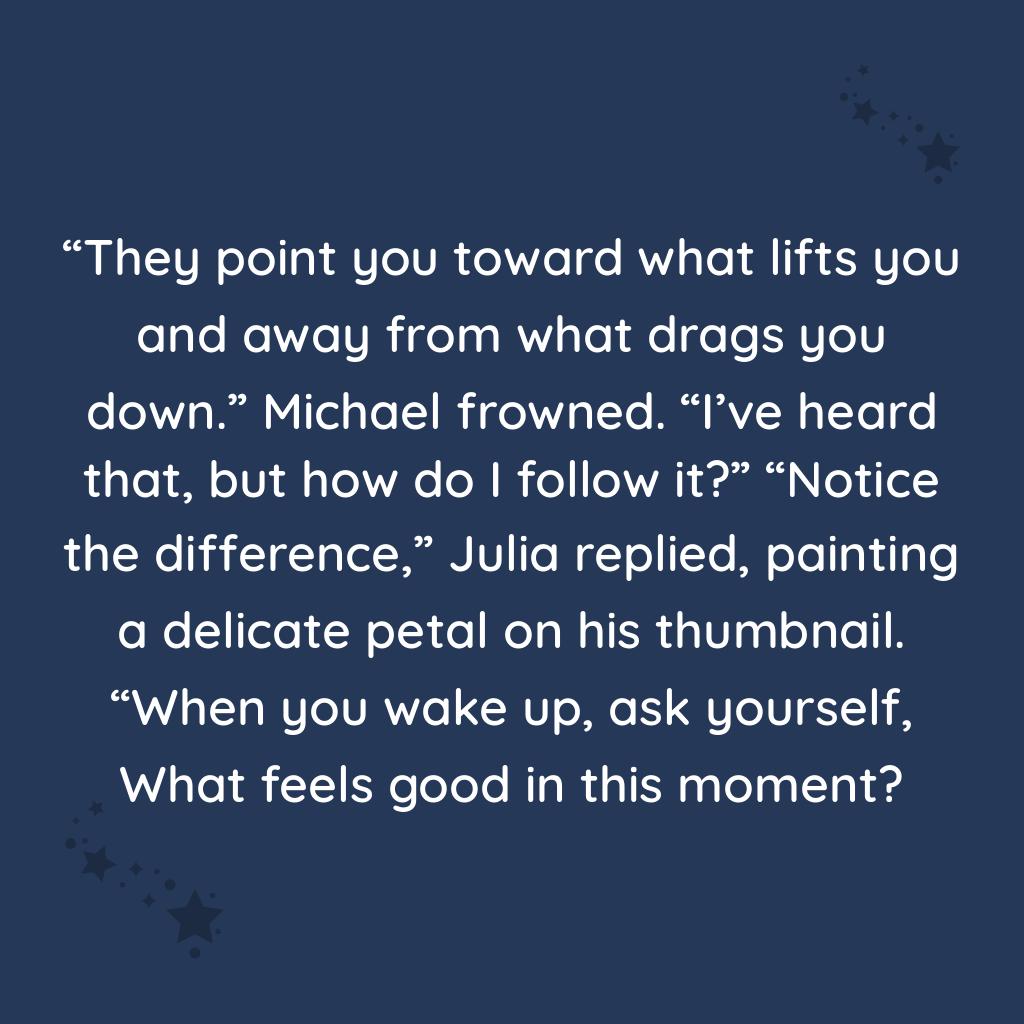 “They point you toward what lifts you
and away from what drags you
down.” Michael frowned. “I’ve heard
that, but how do I follow it?” “Notice
the difference,” Julia replied, painting
a delicate petal on his thumbnail.
“When you wake up, ask yourself,
What feels good in this moment?